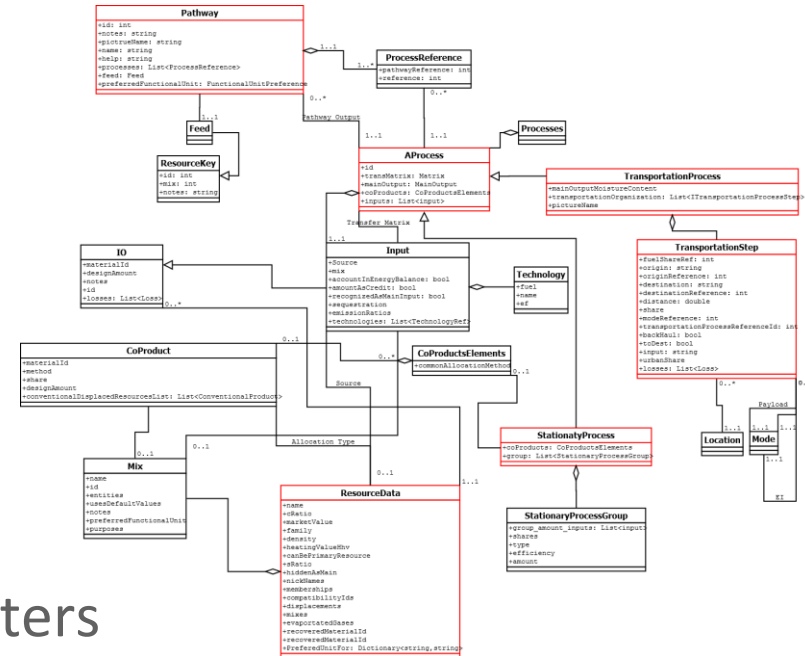 Pathway
+id: int
+notes: string
+pictrueName: string
+name: string
+help: string
+processes: List<ProcessReference>
+feed: Feed
+preferredFunctionalUnit: FunctionalUnitPreference
1..1
1..*
ProcessReference
+pathwayReference: int
+reference: int
0..*
0..*
1..1
Pathway Output
1..1
1..1
Feed
Processes
ResourceKey
+id: int
+mix: int
+notes: string
AProcess
+id
+transMatrix: Matrix
+mainOutput: MainOutput
+coProducts: CoProductsElements
+inputs: List<input>
TransportationProcess
+mainOutputMoistureContent
+transportationOrganization: List<ITransportationProcessStep>
+pictureName
Transfer Matrix
1..1
IO
+materialId
+designAmount
+notes
+id
+losses: List<Loss>
0..*
Input
+Source
+mix
+accountInEnergyBalance: bool
+amountAsCredit: bool
+recognizedAsMainInput: bool
+sequestration
+emissionRatios
+technologies: List<TechnologyRef>
Technology
+fuel
+name
+ef
TransportationStep
+fuelShareRef: int
+origin: string
+originReference: int
+destination: string
+destinationReference: int
+distance: double
+share
+modeReference: int
+transportationProcessReferenceId: int
+backHaul: bool
+toDest: bool
+input: string
+urbanShare
+losses: List<Loss>
0..1
CoProduct
+materialId
+method
+share
+designAmount
+conventionalDisplacedResourcesList: List<ConventionalProduct>
0..*
CoProductsElements
+commonAllocationMethod
0..1
Source
0..*
0.
Payload
1..1
1..1
1..1
Location
Mode
1..1
EI
Allocation Type
0..1
0..1
0..1
1..1
StationatyProcess
+coProducts: CoProductsElements
+group: List<StationaryProcessGroup>
Mix
+name
+id
+entities
+usesDefaultValues
+notes
+preferredFunctionalUnit
+purposes
ResourceData
+name
+cRatio
+marketValue
+family
+density
+heatingValueHhv
+canBePrimaryResource
+sRatio
+hiddenAsMain
+nickNames
+memberships
+compatibilityIds
+displacements
+mixes
+evaportatedGases
+recoveredMaterialId
+recoveredMaterialId
+PreferedUnitFor: Dictionary<string,string>
StationaryProcessGroup
+group_amount_inputs: List<input>
+shares
+type
+efficiency
+amount
ters